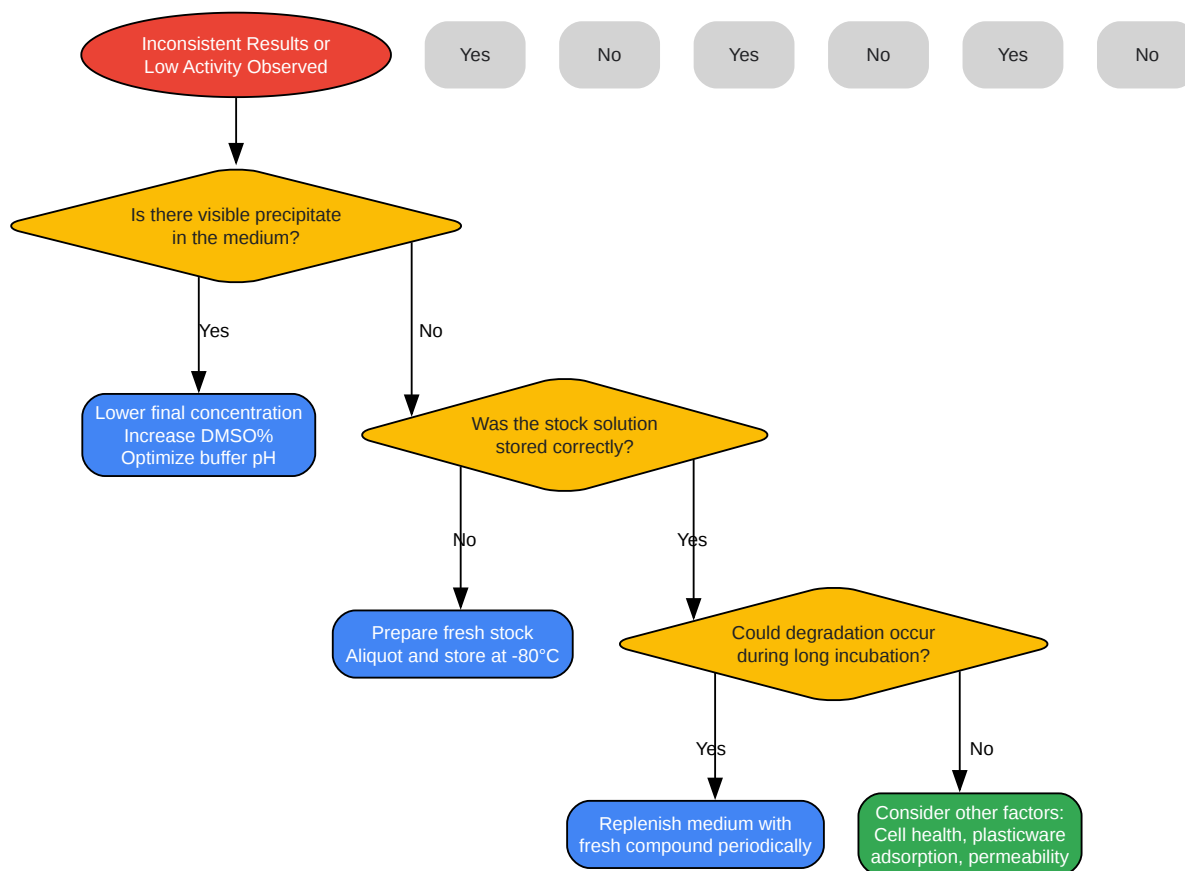 Inconsistent Results or
Low Activity Observed
Yes
No
Yes
No
Yes
No
Is there visible precipitate
in the medium?
Yes
No
Lower final concentration
Increase DMSO%
Optimize buffer pH
Was the stock solution
stored correctly?
No
Yes
Prepare fresh stock
Aliquot and store at -80°C
Could degradation occur
during long incubation?
Yes
No
Replenish medium with
fresh compound periodically
Consider other factors:
Cell health, plasticware
adsorption, permeability